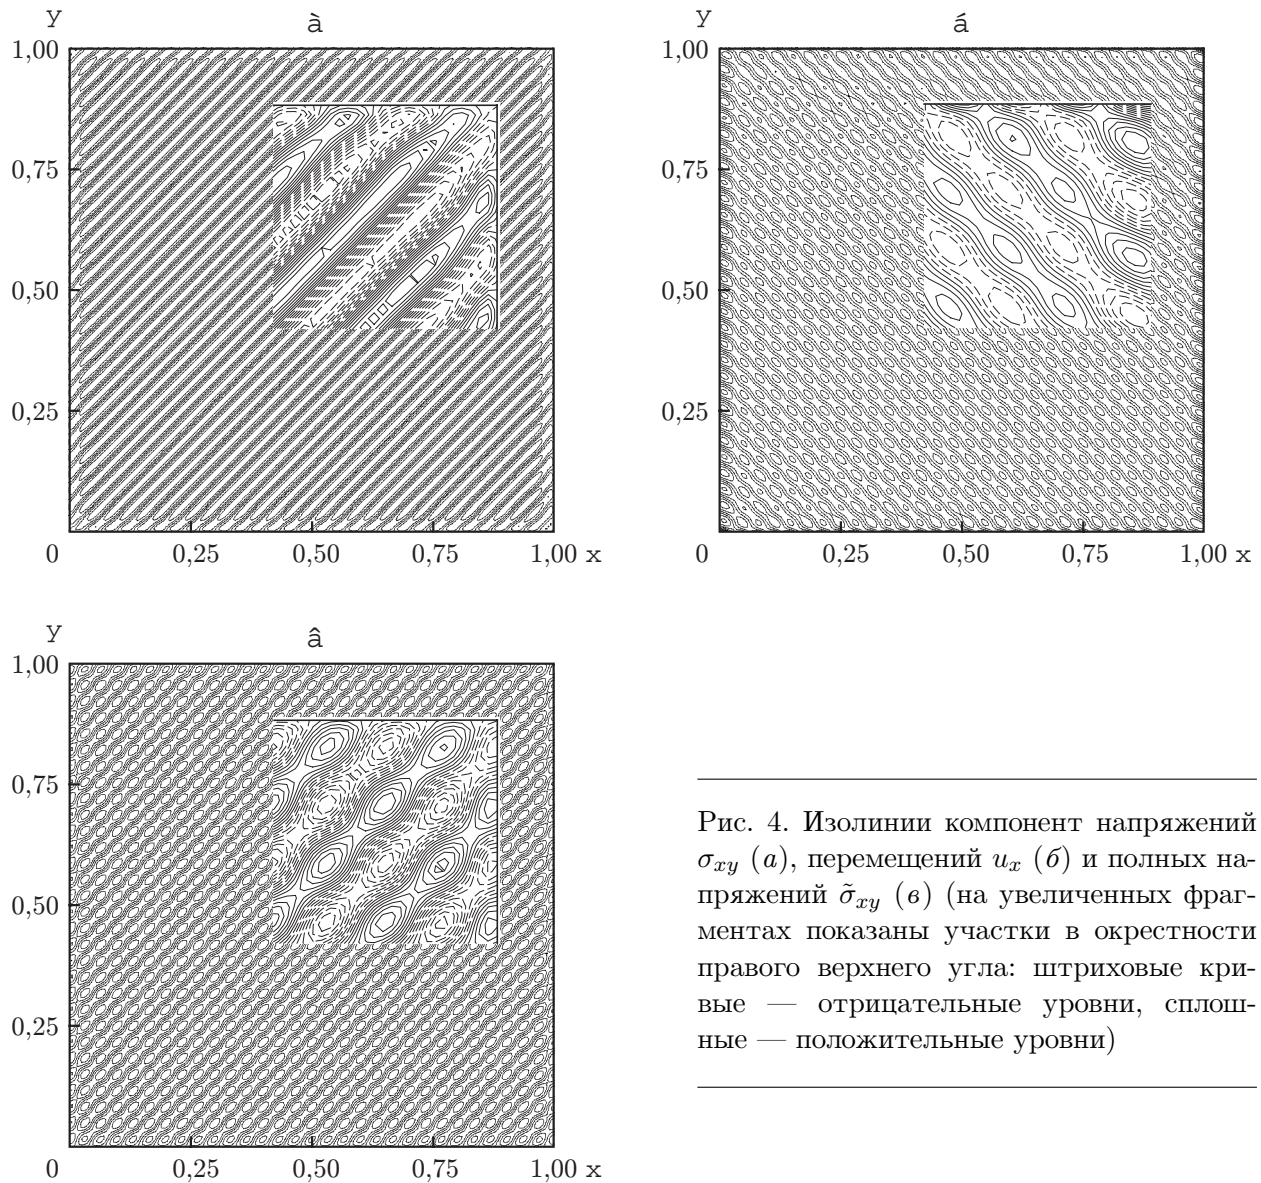 y à
1,00
0,75
0,50
0,25
0 0,25 0,50 0,75 1,00 x
y á
1,00
0,75
0,50
0,25
0 0,25 0,50 0,75 1,00 x
y â
1,00
0,75
0,50
0,25
0 0,25 0,50 0,75 1,00 x
Рис. 4. Изолинии компонент напряжений
σxy (а), перемещений ux (б) и полных на-
пряжений σ̃xy (в) (на увеличенных фраг-
ментах показаны участки в окрестности
правого верхнего угла: штриховые кри-
вые — отрицательные уровни, сплош-
ные — положительные уровни)